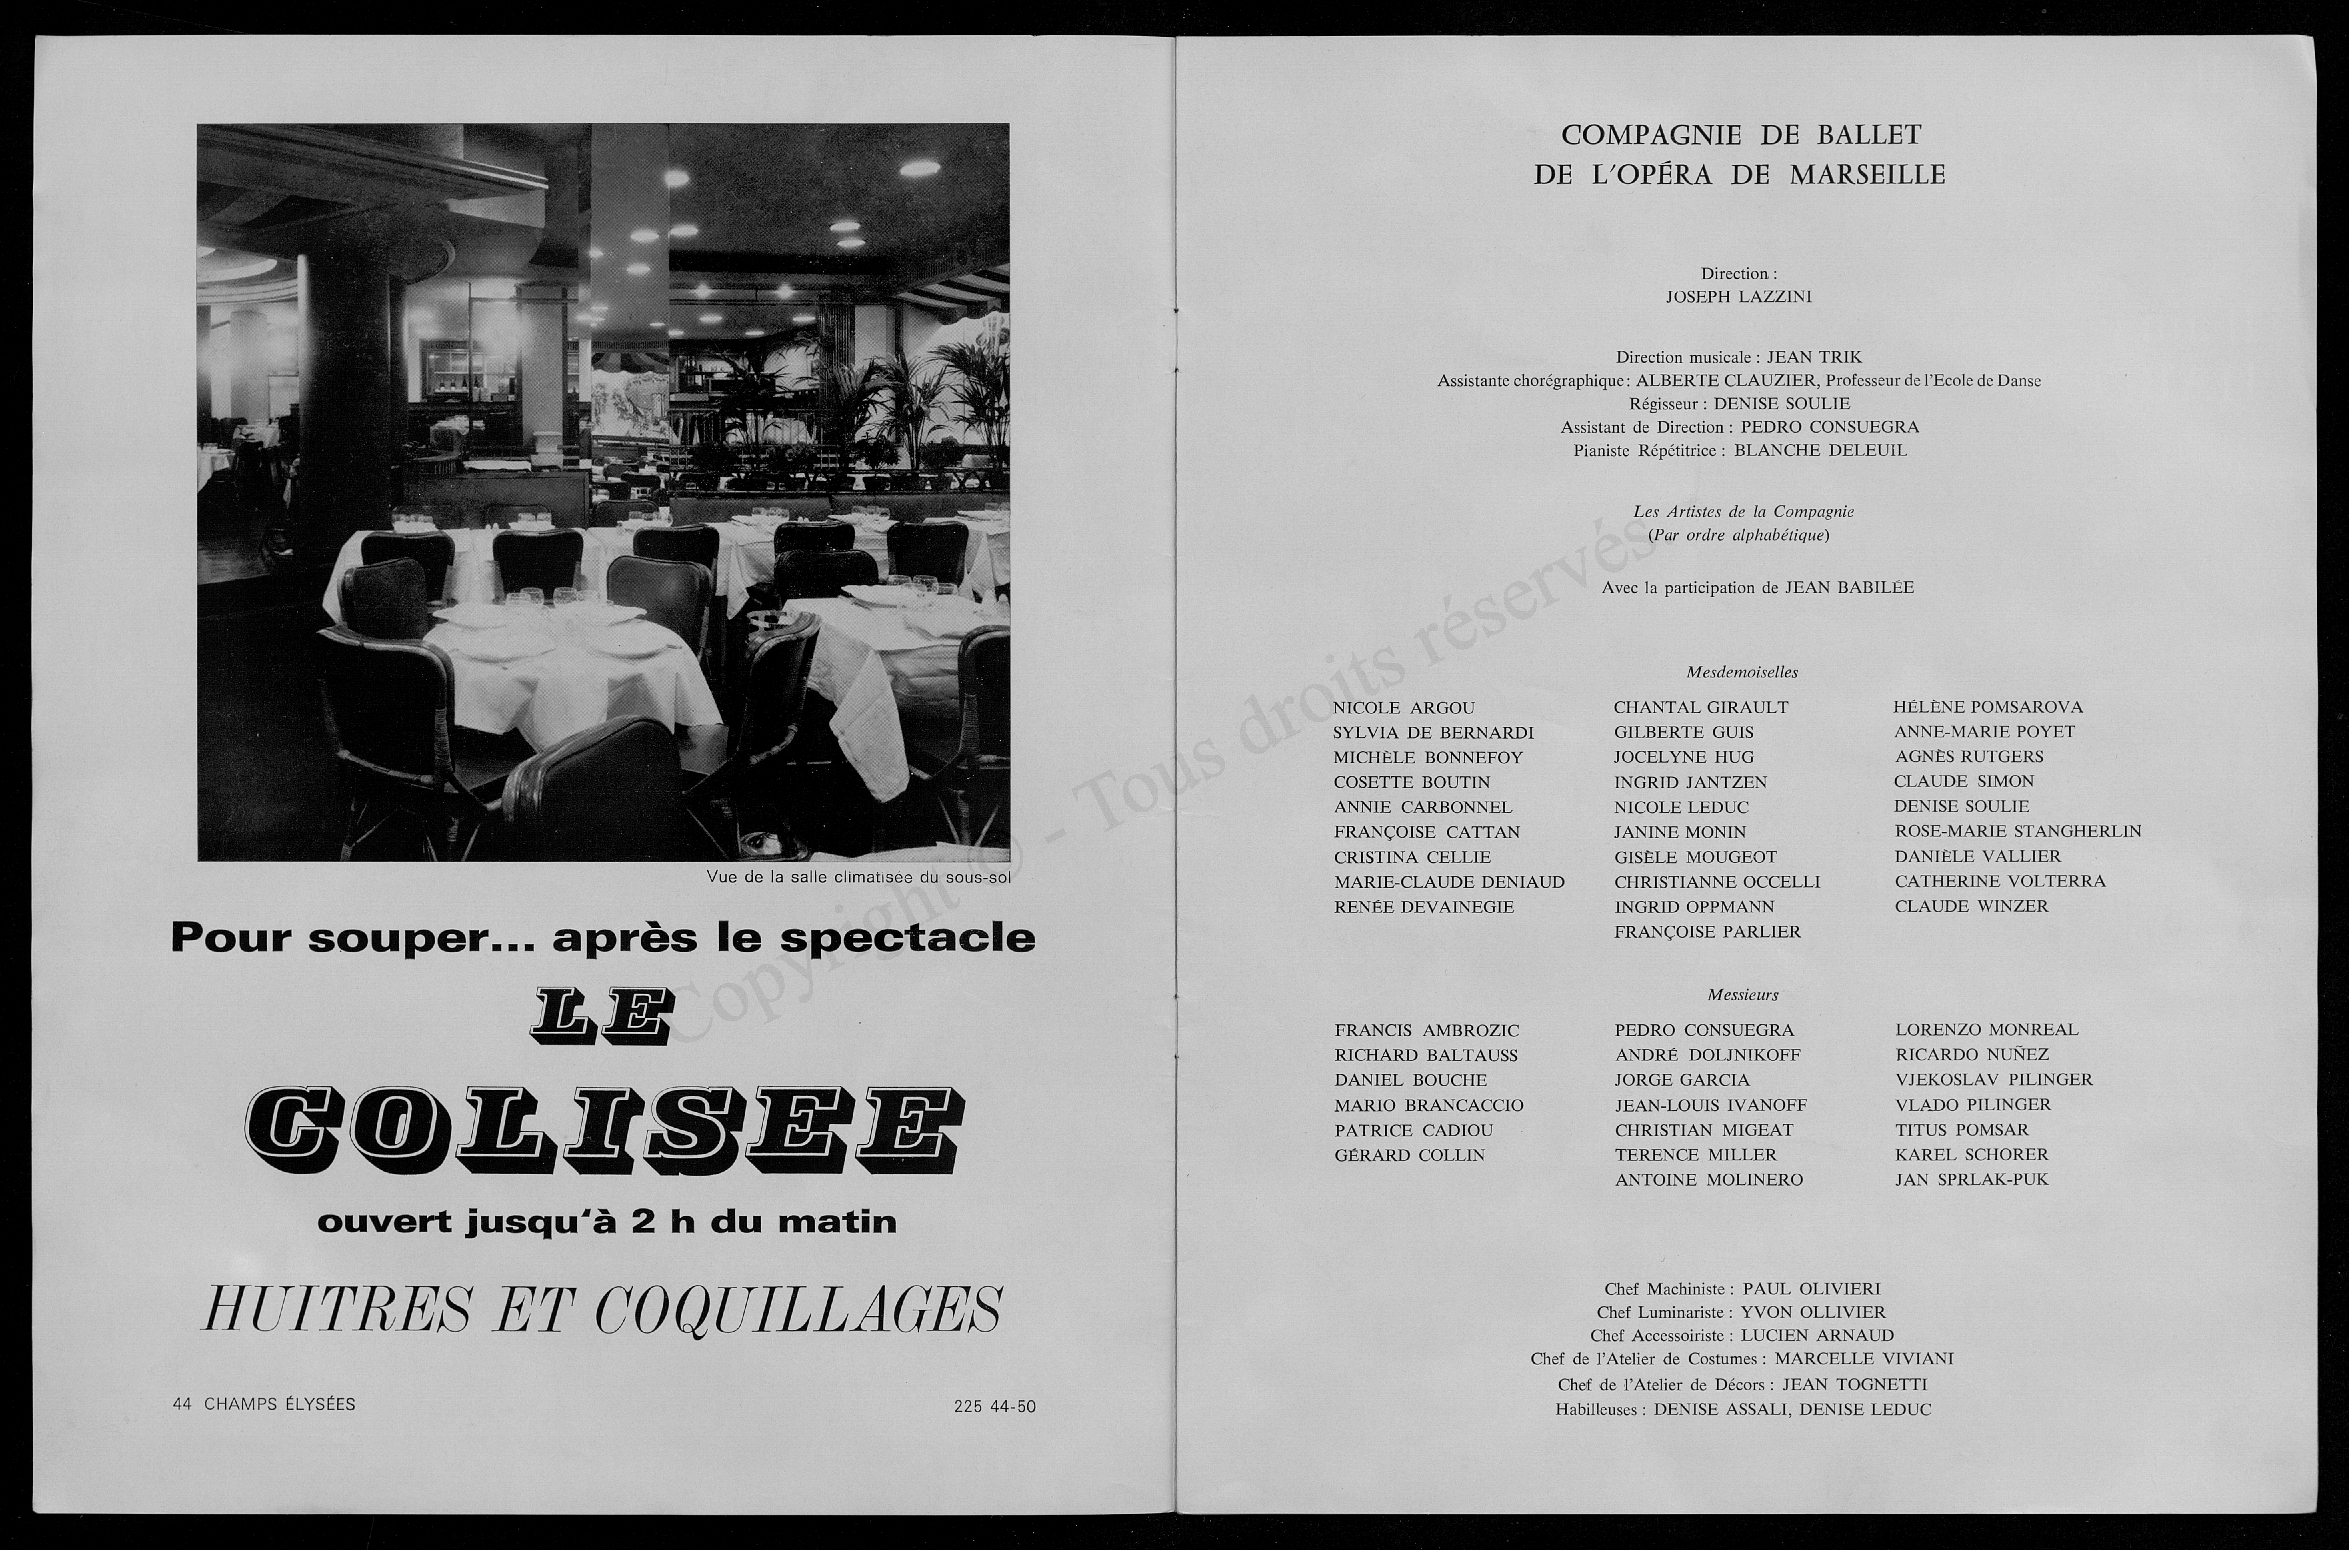 Vue de la salle climatisée du sous-sol
Pour souper... après le spectacle
LE
COLISEE
ouvert jusqu'à 2 h du matin
HUITRES ET COQUILLAGES
44 CHAMPS ÉLYSÉES
225 44-50
COMPAGNIE DE BALLET
DE L'OPÉRA DE MARSEILLE
Direction :
JOSEPH LAZZINI
Direction musicale : JEAN TRIK
Assistante chorégraphique : ALBERTE CLAUZIER, Professeur de l'Ecole de Danse
Régisseur : DENISE SOULIE
Assistant de Direction : PEDRO CONSUEGRA
Pianiste Répétitrice : BLANCHE DELEUIL
Les Artistes de la Compagnie
(Par ordre alphabétique)
Avec la participation de JEAN BABILÉE
Mesdemoiselles
NICOLE ARGOU
SYLVIA DE BERNARDI
MICHÈLE BONNEFOY
COSETTE BOUTIN
ANNIE CARBONNEL
FRANÇOISE CATTAN
CRISTINA CELLIE
MARIE-CLAUDE DENIAUD
RENÉE DEVAINEGIE
CHANTAL GIRAULT
GILBERTE GUIS
JOCELYNE HUG
INGRID JANTZEN
NICOLE LEDUC
JANINE MONIN
GISÈLE MOUGEOT
CHRISTIANNE OCCELLI
INGRID OPPMANN
FRANÇOISE PARLIER
HÉLÈNE POMSAROVA
ANNE-MARIE POYET
AGNÈS RUTGERS
CLAUDE SIMON
DENISE SOULIE
ROSE-MARIE STANGHERLIN
DANIÈLE VALLIER
CATHERINE VOLTERRA
CLAUDE WINZER
Messieurs
FRANCIS AMBROZIC
RICHARD BALTAUSS
DANIEL BOUCHE
MARIO BRANCACCIO
PATRICE CADIOU
GÉRARD COLLIN
PEDRO CONSUEGRA
ANDRÉ DOLJNIKOFF
JORGE GARCIA
JEAN-LOUIS IVANOFF
CHRISTIAN MIGEAT
TERENCE MILLER
ANTOINE MOLINERO
LORENZO MONREAL
RICARDO NUÑEZ
VJEKOSLAV PILINGER
VLADO PILINGER
TITUS POMSAR
KAREL SCHORER
JAN SPRLAK-PUK
Chef Machiniste : PAUL OLIVIERI
Chef Luminariste : YVON OLLIVIER
Chef Accessoiriste : LUCIEN ARNAUD
Chef de l'Atelier de Costumes : MARCELLE VIVIANI
Chef de l'Atelier de Décors : JEAN TOGNETTI
Habilleuses : DENISE ASSALI, DENISE LEDUC
Copyright © - Tous droits réservés